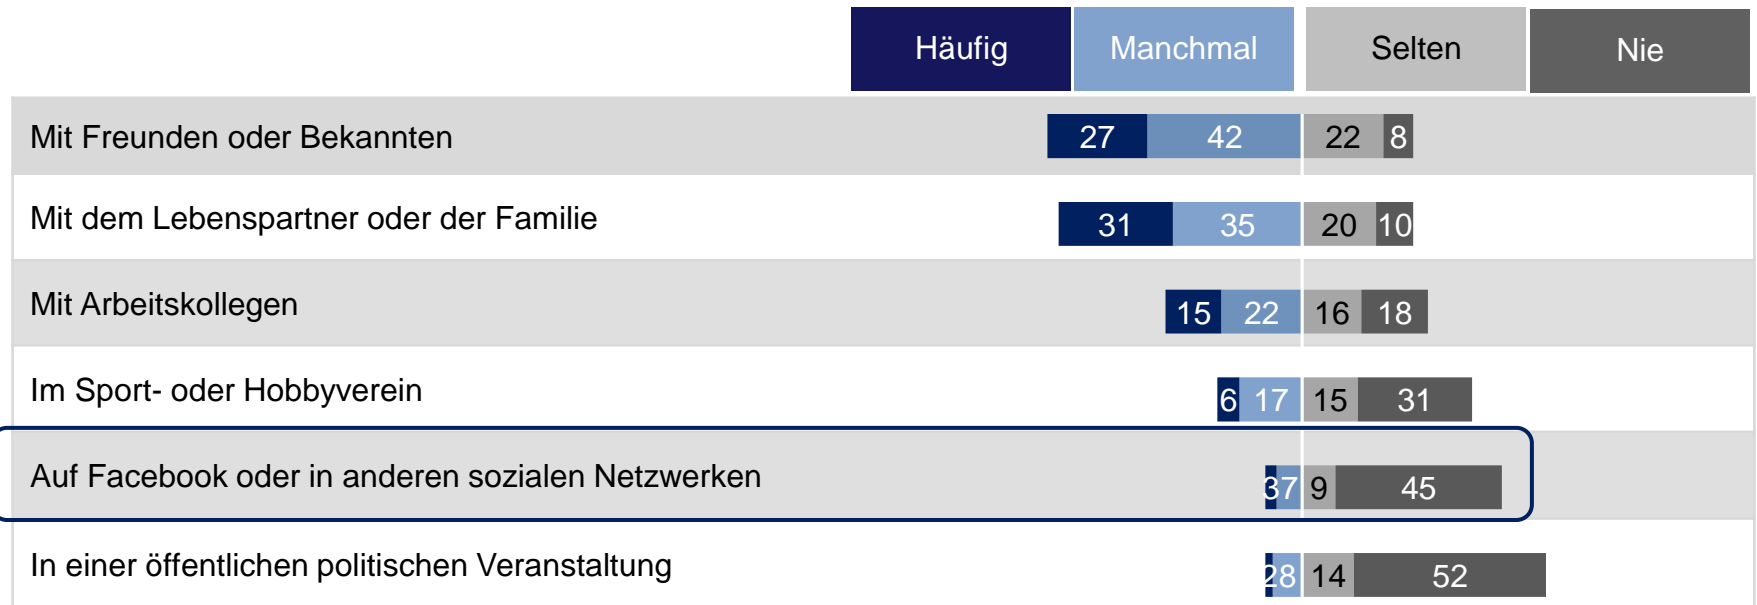 Häufig Manchmal Selten Nie
Mit Freunden oder Bekannten 27 42 22 8
Mit dem Lebenspartner oder der Familie 31 35 20 10
Mit Arbeitskollegen 15 22 16 18
Im Sport- oder Hobbyverein 6 17 15 31
Auf Facebook oder in anderen sozialen Netzwerken 3 7 9 45
In einer öffentlichen politischen Veranstaltung 2 8 14 52